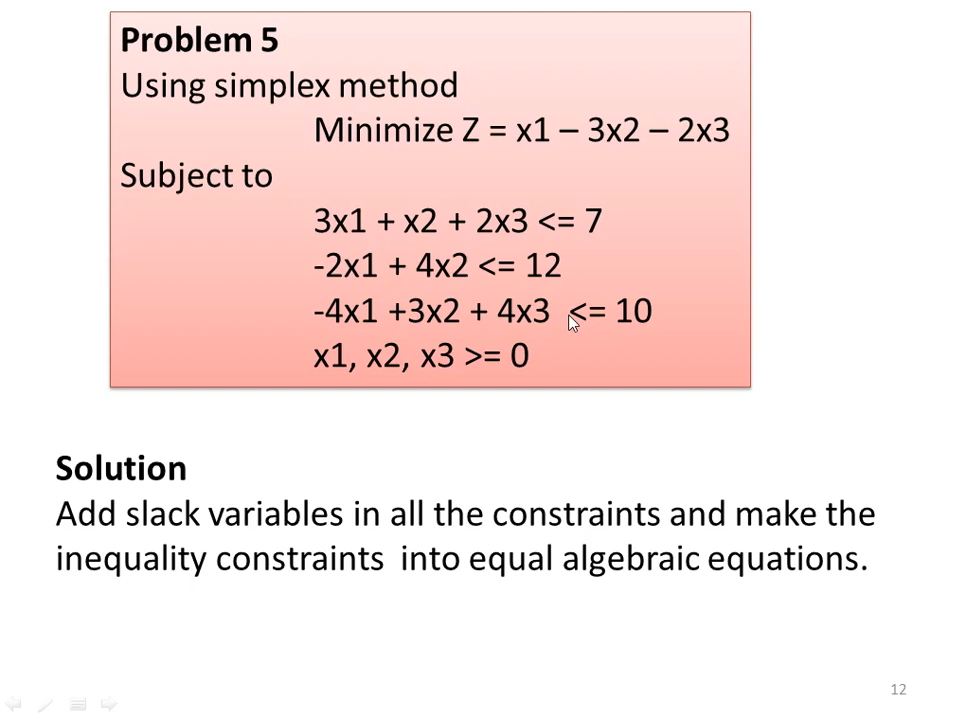 Problem 5
Using simplex method
Minimize Z = x1 – 3x2 – 2x3
Subject to
3x1 + x2 + 2x3 <= 7
-2x1 + 4x2 <= 12
-4x1 +3x2 + 4x3 <= 10
x1, x2, x3 >= 0
Solution
Add slack variables in all the constraints and make the
inequality constraints into equal algebraic equations.
12